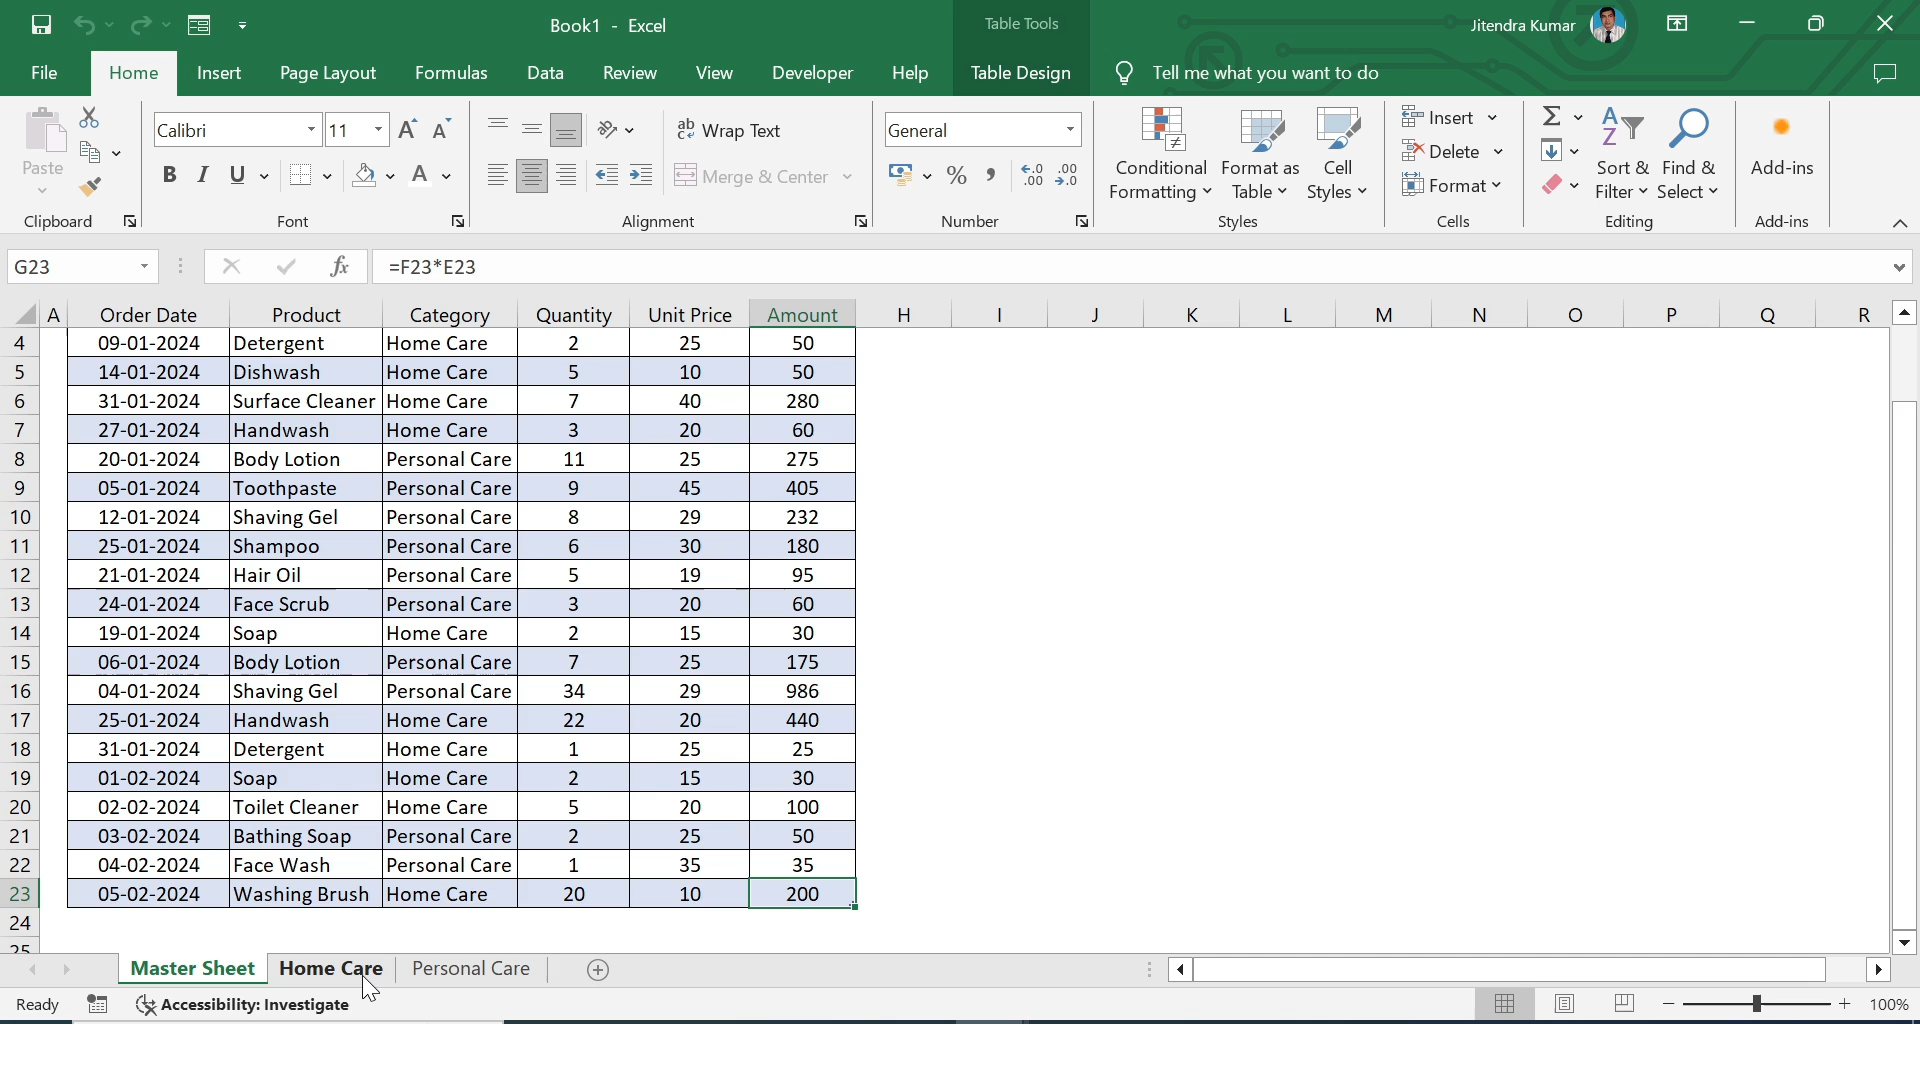 Book1 - Excel
Table Tools
Jitendra Kumar
File Home Insert Page Layout Formulas Data Review View Developer Help Table Design Tell me what you want to do
Paste
Calibri 11
Wrap Text
General
Conditional Formatting
Format as Table
Cell Styles
Insert
Delete
Format
Sort & Filter
Find & Select
Add-ins
B I U
Merge & Center
Clipboard Font Alignment Number Styles Cells Editing Add-ins
G23 fx =F23*E23
A Order Date Product Category Quantity Unit Price Amount H I J K L M N O P Q R
4 09-01-2024 Detergent Home Care 2 25 50
5 14-01-2024 Dishwash Home Care 5 10 50
6 31-01-2024 Surface Cleaner Home Care 7 40 280
7 27-01-2024 Handwash Home Care 3 20 60
8 20-01-2024 Body Lotion Personal Care 11 25 275
9 05-01-2024 Toothpaste Personal Care 9 45 405
10 12-01-2024 Shaving Gel Personal Care 8 29 232
11 25-01-2024 Shampoo Personal Care 6 30 180
12 21-01-2024 Hair Oil Personal Care 5 19 95
13 24-01-2024 Face Scrub Personal Care 3 20 60
14 19-01-2024 Soap Home Care 2 15 30
15 06-01-2024 Body Lotion Personal Care 7 25 175
16 04-01-2024 Shaving Gel Personal Care 34 29 986
17 25-01-2024 Handwash Home Care 22 20 440
18 31-01-2024 Detergent Home Care 1 25 25
19 01-02-2024 Soap Home Care 2 15 30
20 02-02-2024 Toilet Cleaner Home Care 5 20 100
21 03-02-2024 Bathing Soap Personal Care 2 25 50
22 04-02-2024 Face Wash Personal Care 1 35 35
23 05-02-2024 Washing Brush Home Care 20 10 200
24
25
Master Sheet Home Care Personal Care
Ready Accessibility: Investigate 100%